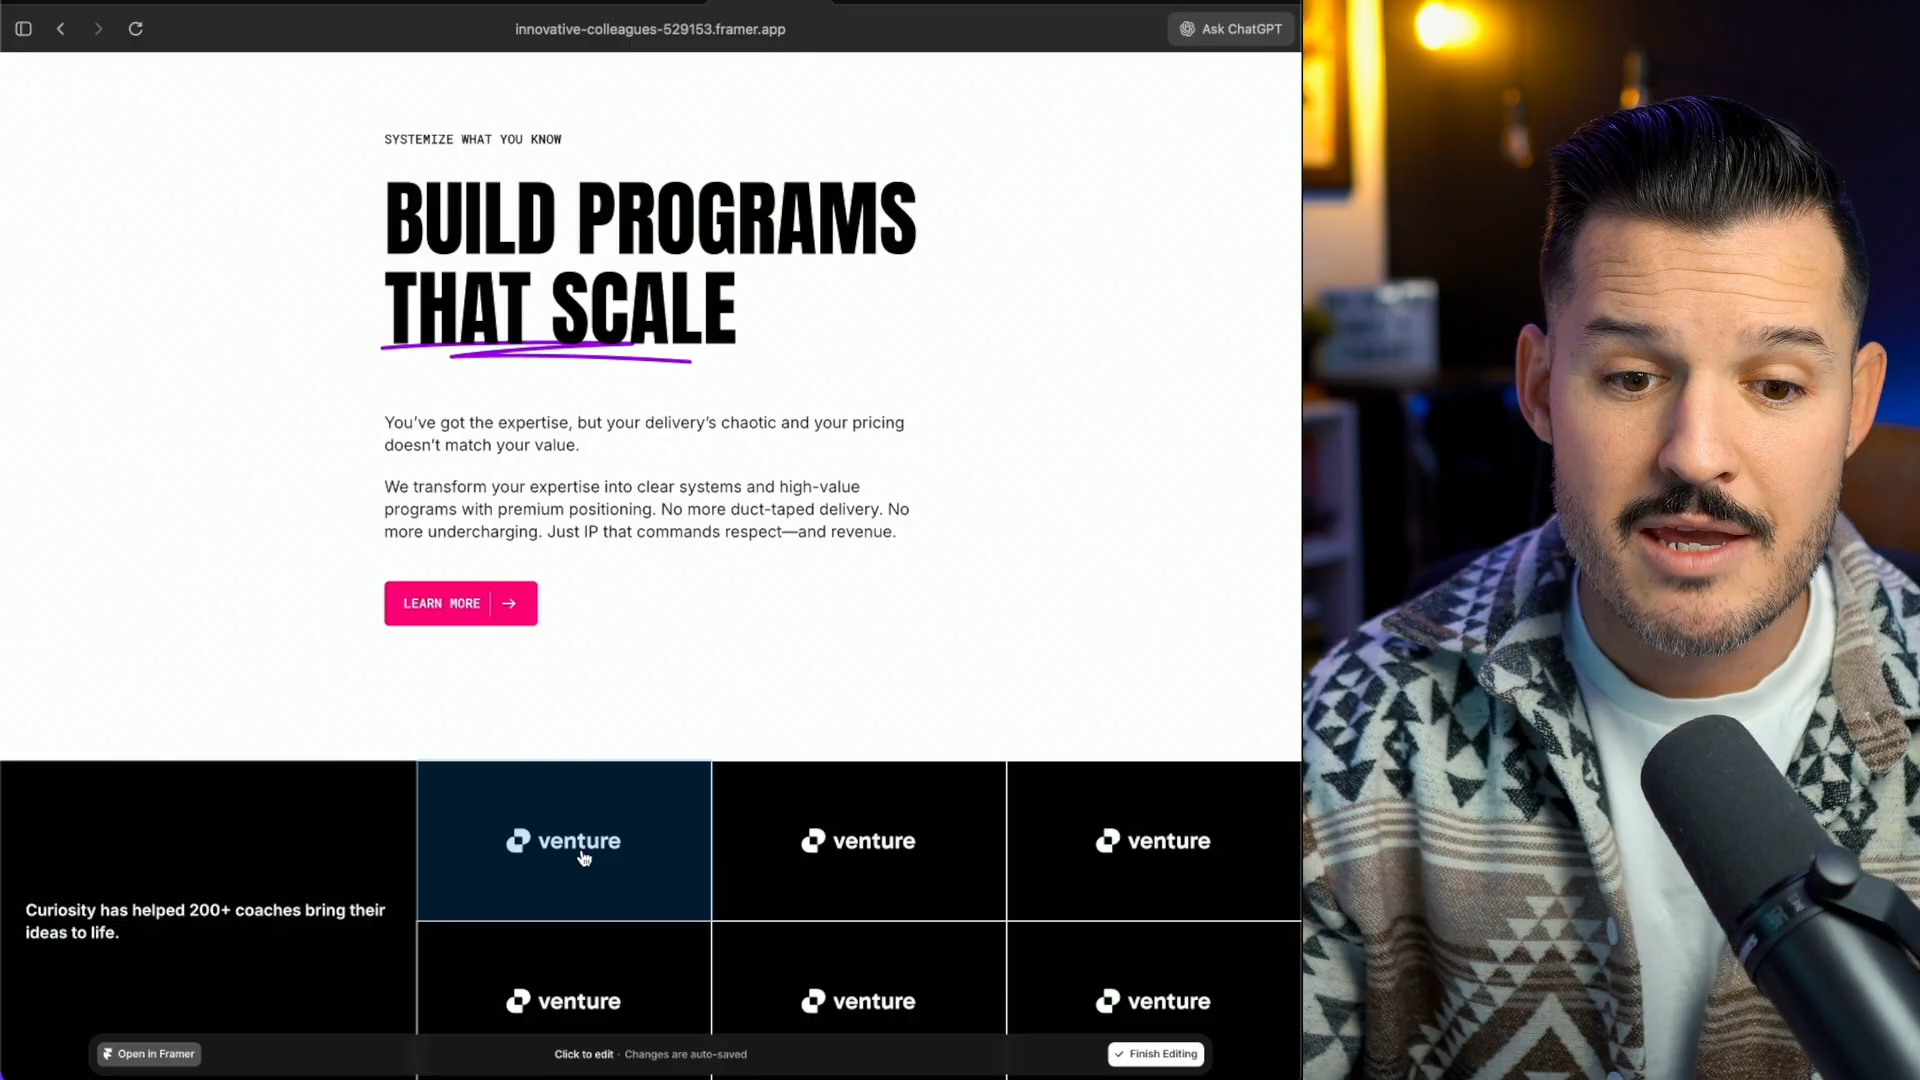 innovative-colleagues-529153.framer.app
Ask ChatGPT
SYSTEMIZE WHAT YOU KNOW
BUILD PROGRAMS
THAT SCALE
You’ve got the expertise, but your delivery’s chaotic and your pricing
doesn’t match your value.
We transform your expertise into clear systems and high-value
programs with premium positioning. No more duct-taped delivery. No
more undercharging. Just IP that commands respect—and revenue.
LEARN MORE
venture
venture
venture
Curiosity has helped 200+ coaches bring their
ideas to life.
venture
venture
venture
Open in Framer
Click to edit · Changes are auto-saved
Finish Editing